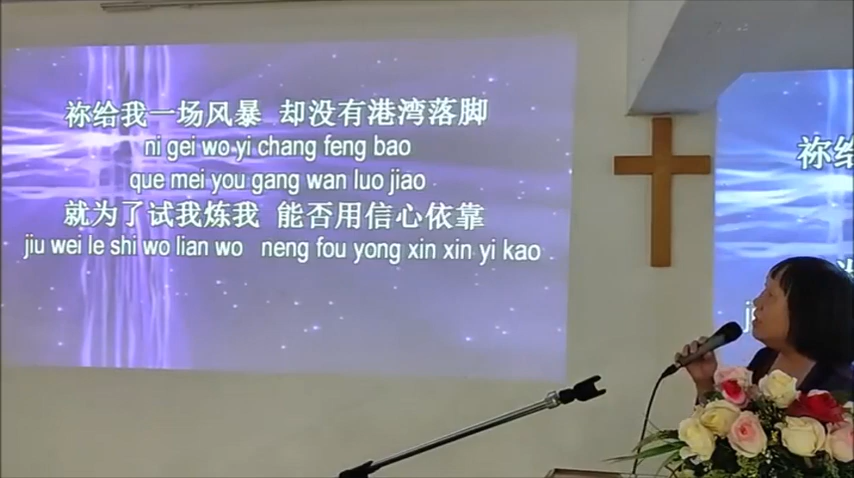 祢给我一场风暴 却没有港湾落脚
ni gei wo yi chang feng bao
que mei you gang wan luo jiao
就为了试我炼我 能否用信心依靠
jiu wei le shi wo lian wo neng fou yong xin xin yi kao
祢给